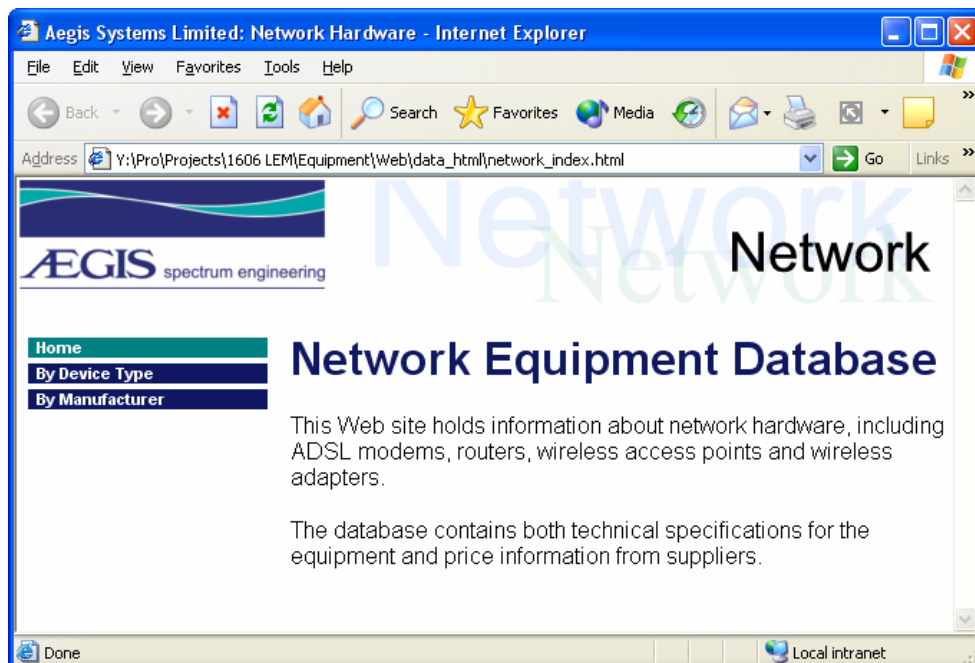 Aegis Systems Limited: Network Hardware - Internet Explorer
File Edit View Favorites Tools Help
Back Search Favorites Media
Address Y:\Pro\Projects\1606 LEM\Equipment\Web\data_html\network_index.html Go Links
Network
Network
Network
ÆGIS spectrum engineering
Home
By Device Type
By Manufacturer
Network Equipment Database
This Web site holds information about network hardware, including
ADSL modems, routers, wireless access points and wireless
adapters.
The database contains both technical specifications for the
equipment and price information from suppliers.
Done Local intranet